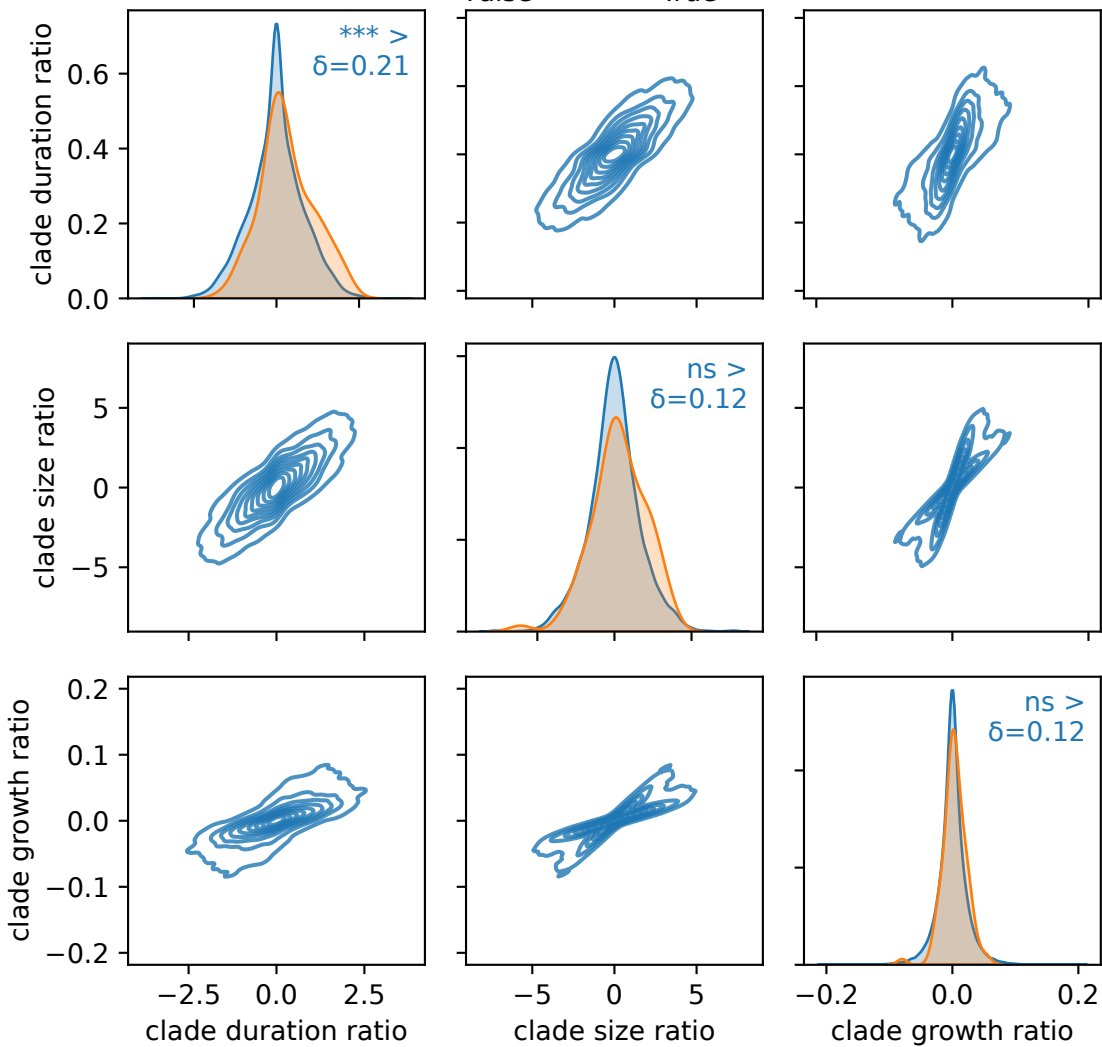 clade duration ratio
0.6
0.4
0.2
0.0
*** >
δ=0.21
clade size ratio
5
0
−5
ns >
δ=0.12
clade growth ratio
0.2
0.1
0.0
−0.1
−0.2
ns >
δ=0.12
−2.5 0.0 2.5
−5 0 5
−0.2 0.0 0.2
clade duration ratio
clade size ratio
clade growth ratio